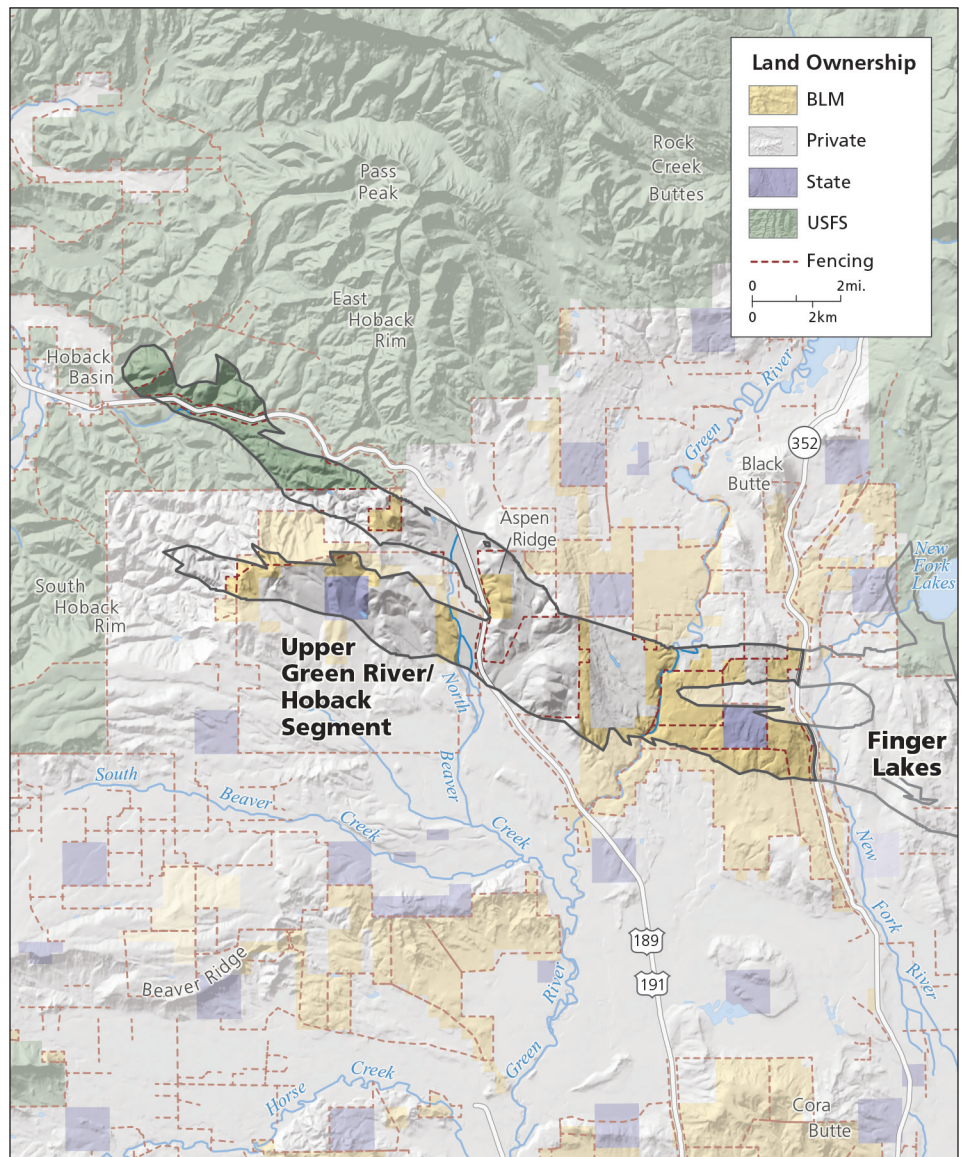 Land Ownership
BLM
Private
State
USFS
Fencing
0
2mi.
0
2km
Rock
Creek
Buttes
Pass
Peak
East
Hoback
Rim
Hoback
Basin
Green
River
352
Black
Butte
Aspen
Ridge
New
Fork
Lakes
South
Hoback
Rim
Upper
Green River/
Hoback
Segment
North
Beaver
Creek
Finger
Lakes
South
Beaver
Creek
New
Fork
River
189
191
Beaver Ridge
Green
River
Horse
Creek
Cora
Butte